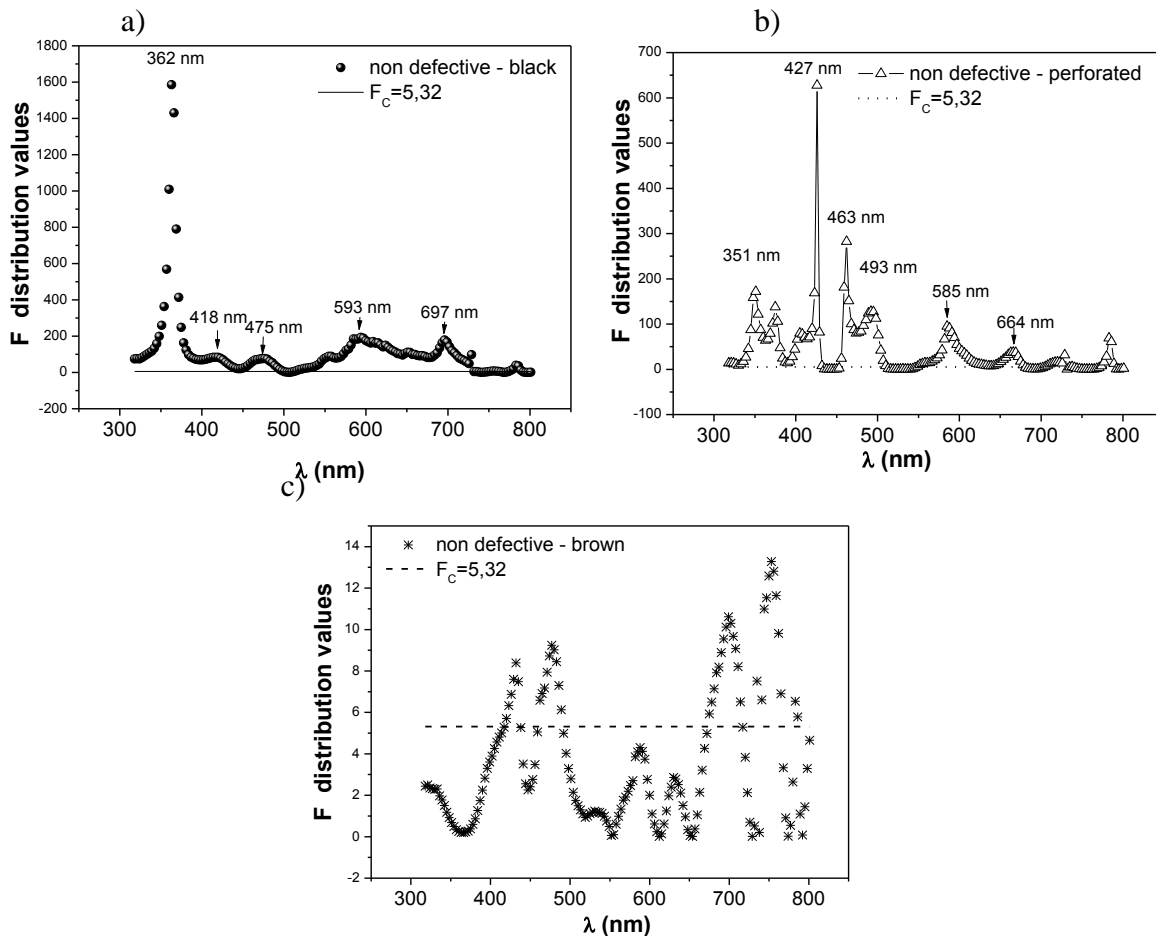 a)
F distribution values
1800
1600
1400
1200
1000
800
600
400
200
0
-200
362 nm
non defective - black
F_C=5,32
418 nm
475 nm
593 nm
697 nm
300 400 500 600 700 800
λ (nm)
b)
F distribution values
700
600
500
400
300
200
100
0
-100
427 nm
non defective - perforated
F_C=5,32
351 nm
463 nm
493 nm
585 nm
664 nm
300 400 500 600 700 800
λ (nm)
c)
F distribution values
14
12
10
8
6
4
2
0
-2
non defective - brown
F_C=5,32
300 400 500 600 700 800
λ (nm)